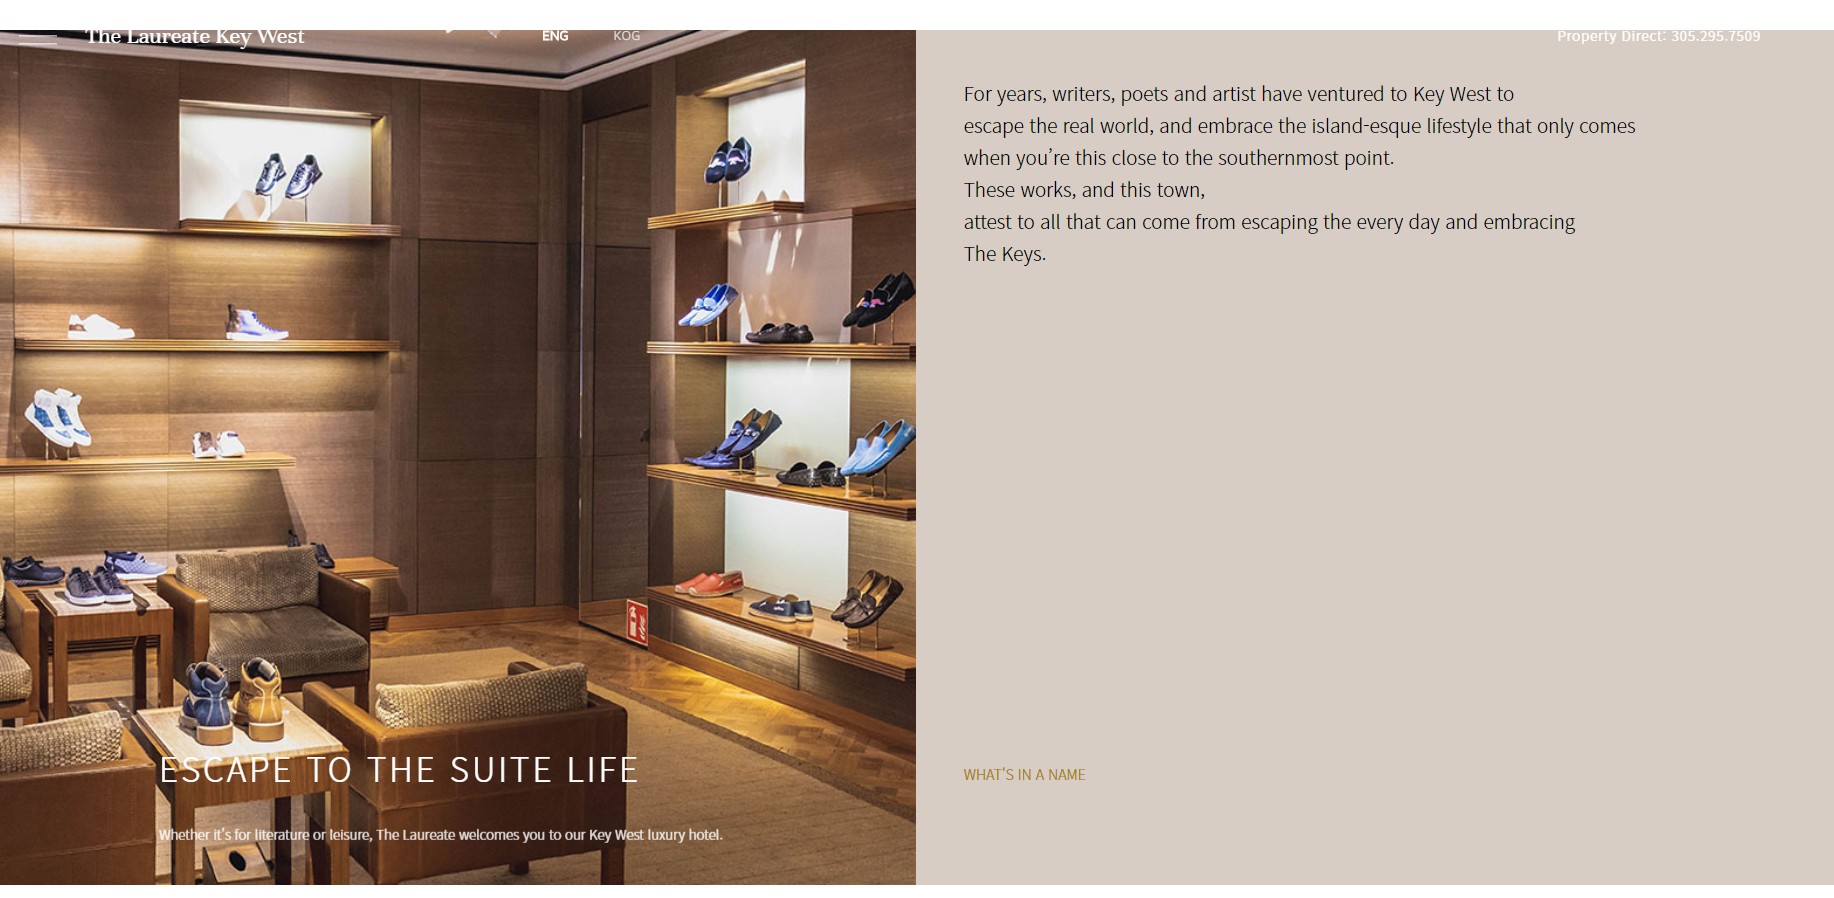 The Laureate Key West
ENG
KOG
Property Direct: 305.295.7509
For years, writers, poets and artist have ventured to Key West to
escape the real world, and embrace the island-esque lifestyle that only comes
when you’re this close to the southernmost point.
These works, and this town,
attest to all that can come from escaping the every day and embracing
The Keys.
ESCAPE TO THE SUITE LIFE
Whether it’s for literature or leisure, The Laureate welcomes you to our Key West luxury hotel.
WHAT’S IN A NAME